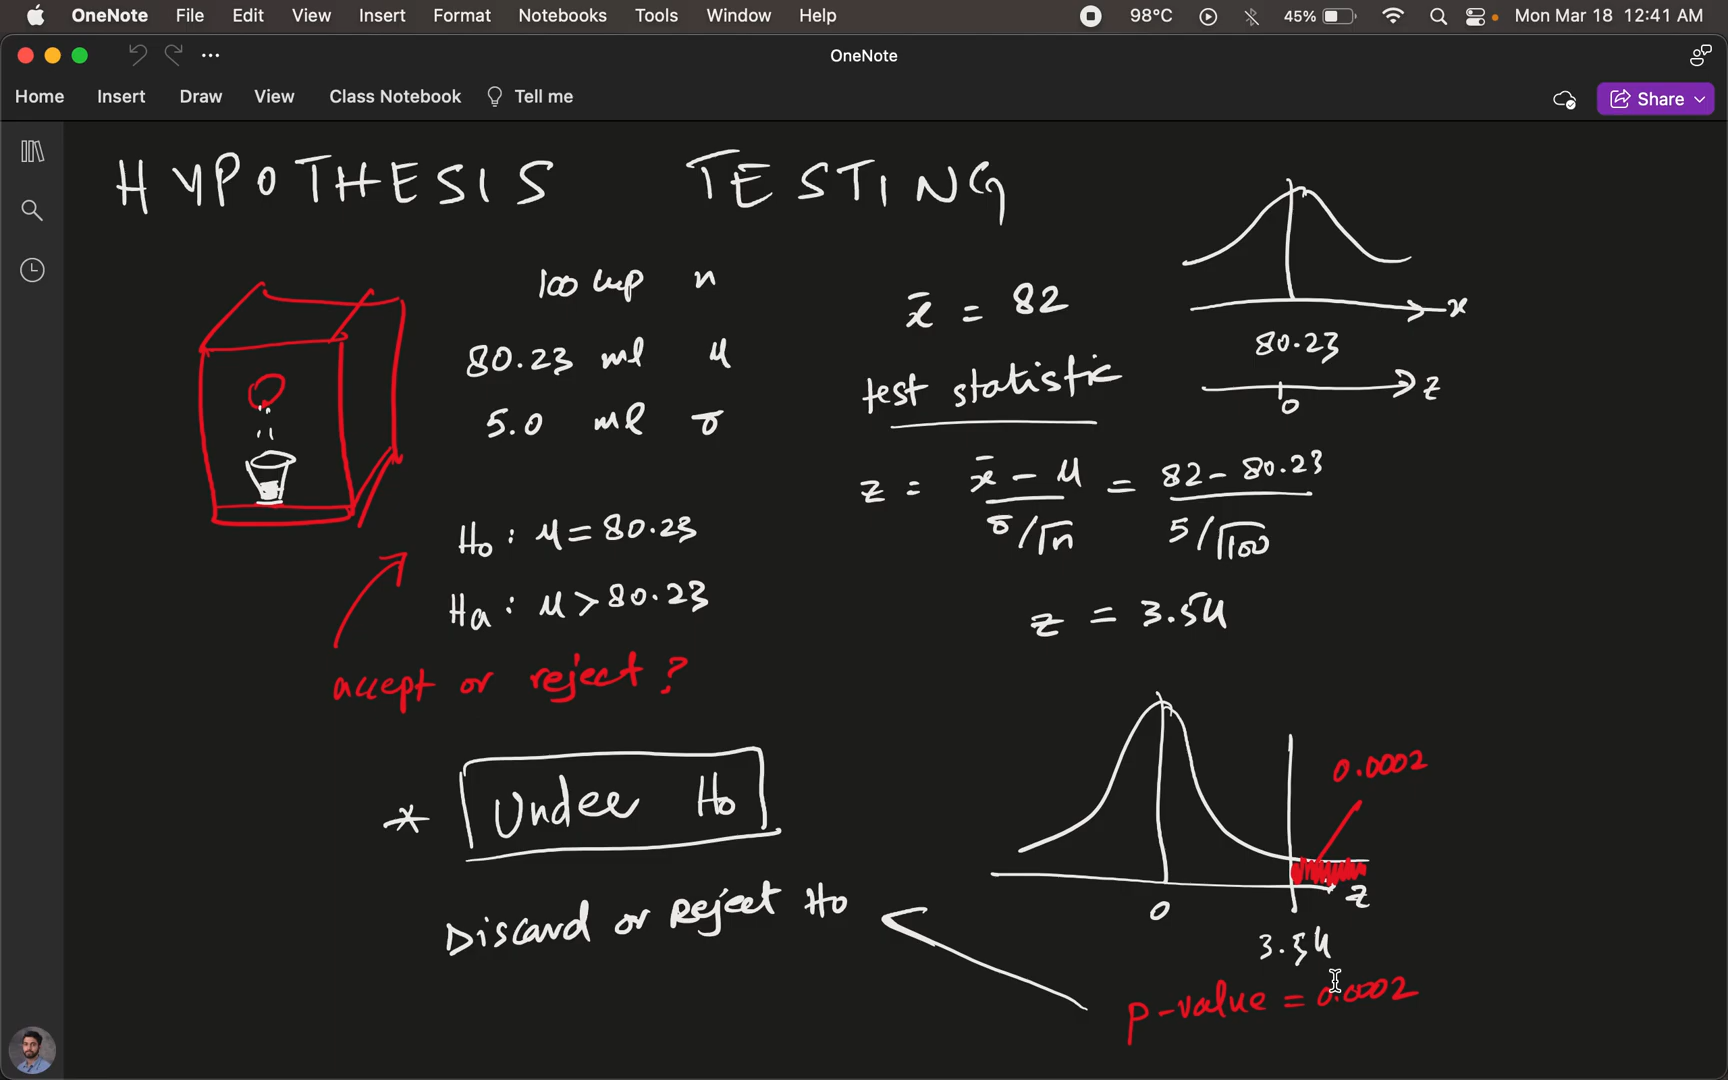 OneNote File Edit View Insert Format Notebooks Tools Window Help 98°C 45% Mon Mar 18 12:41 AM
OneNote
Home Insert Draw View Class Notebook Tell me Share
HYPOTHESIS TESTING
100 cup n
80.23 ml μ
5.0 ml σ
H₀ : μ = 80.23
Ha : μ > 80.23
accept or reject ?
* Under H₀
Discard or Reject H₀
x
80.23
z
0
x̄ = 82
test statistic
z = x̄ - μ / σ/√n = 82 - 80.23 / 5/√100
z = 3.54
0.0002
z
0
3.54
p-value = 0.0002